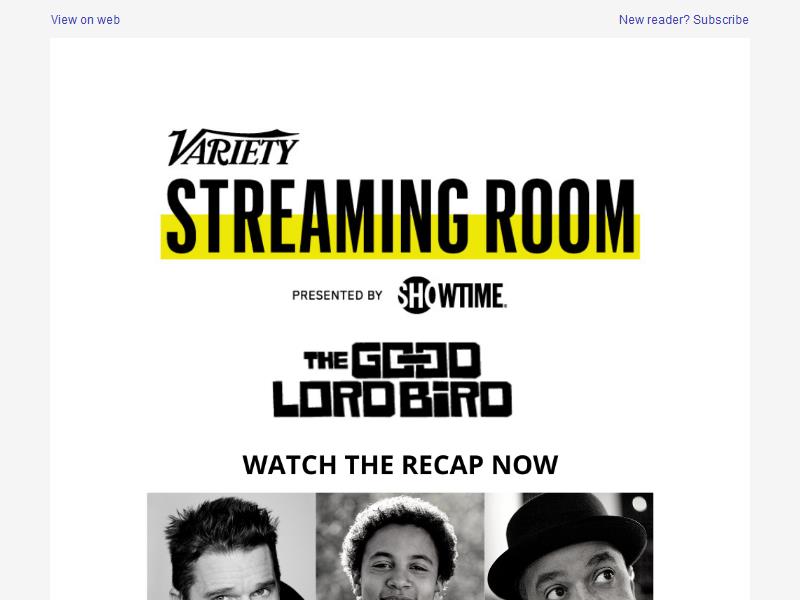 View on web
New reader? Subscribe
VARIETY
STREAMING ROOM
PRESENTED BY SHOWTIME.
THE GOOD
LORD BIRD
WATCH THE RECAP NOW